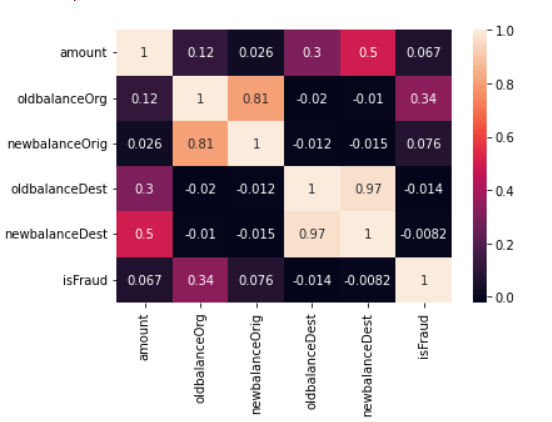 amount 1 0.12 0.026 0.3 0.5 0.067
oldbalanceOrg 0.12 1 0.81 -0.02 -0.01 0.34
newbalanceOrig 0.026 0.81 1 -0.012 -0.015 0.076
oldbalanceDest 0.3 -0.02 -0.012 1 0.97 -0.014
newbalanceDest 0.5 -0.01 -0.015 0.97 1 -0.0082
isFraud 0.067 0.34 0.076 -0.014 -0.0082 1
amount
oldbalanceOrg
newbalanceOrig
oldbalanceDest
newbalanceDest
isFraud
1.0
0.8
0.6
0.4
0.2
0.0